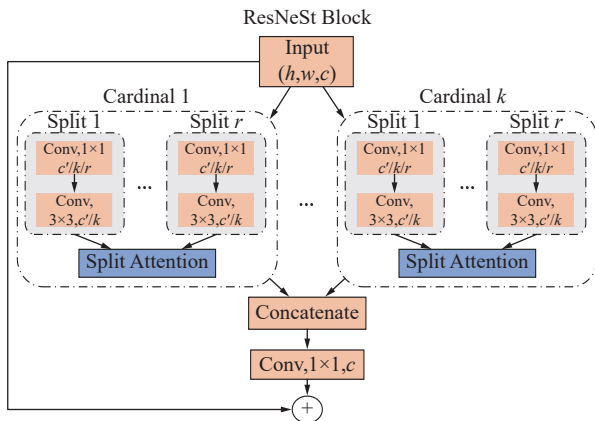 ResNeSt Block
Input
(h,w,c)
Cardinal 1
Split 1
Conv,1×1
c′/k/r
Conv,
3×3,c′/k
...
Split r
Conv,1×1
c′/k/r
Conv,
3×3,c′/k
Split Attention
...
Cardinal k
Split 1
Conv,1×1
c′/k/r
Conv,
3×3,c′/k
...
Split r
Conv,1×1
c′/k/r
Conv,
3×3,c′/k
Split Attention
Concatenate
Conv,1×1,c
+